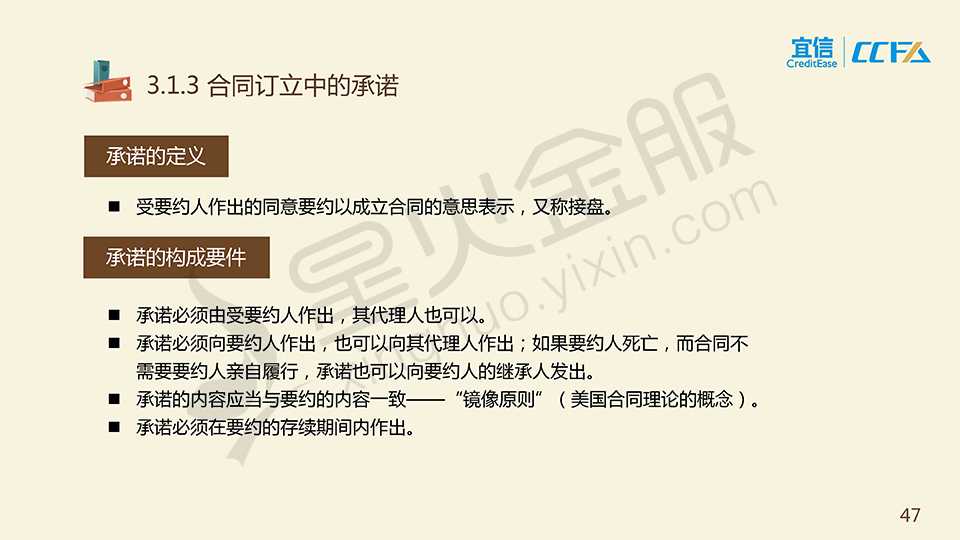 宜信
CreditEase
CCFA
3.1.3 合同订立中的承诺
承诺的定义
■ 受要约人作出的同意要约以成立合同的意思表示，又称接盘。
承诺的构成要件
■ 承诺必须由受要约人作出，其代理人也可以。
■ 承诺必须向要约人作出，也可以向其代理人作出；如果要约人死亡，而合同不
需要要约人亲自履行，承诺也可以向要约人的继承人发出。
■ 承诺的内容应当与要约的内容一致——“镜像原则”（美国合同理论的概念）。
■ 承诺必须在要约的存续期间内作出。
星火金服
xinghuo.yixin.com
47